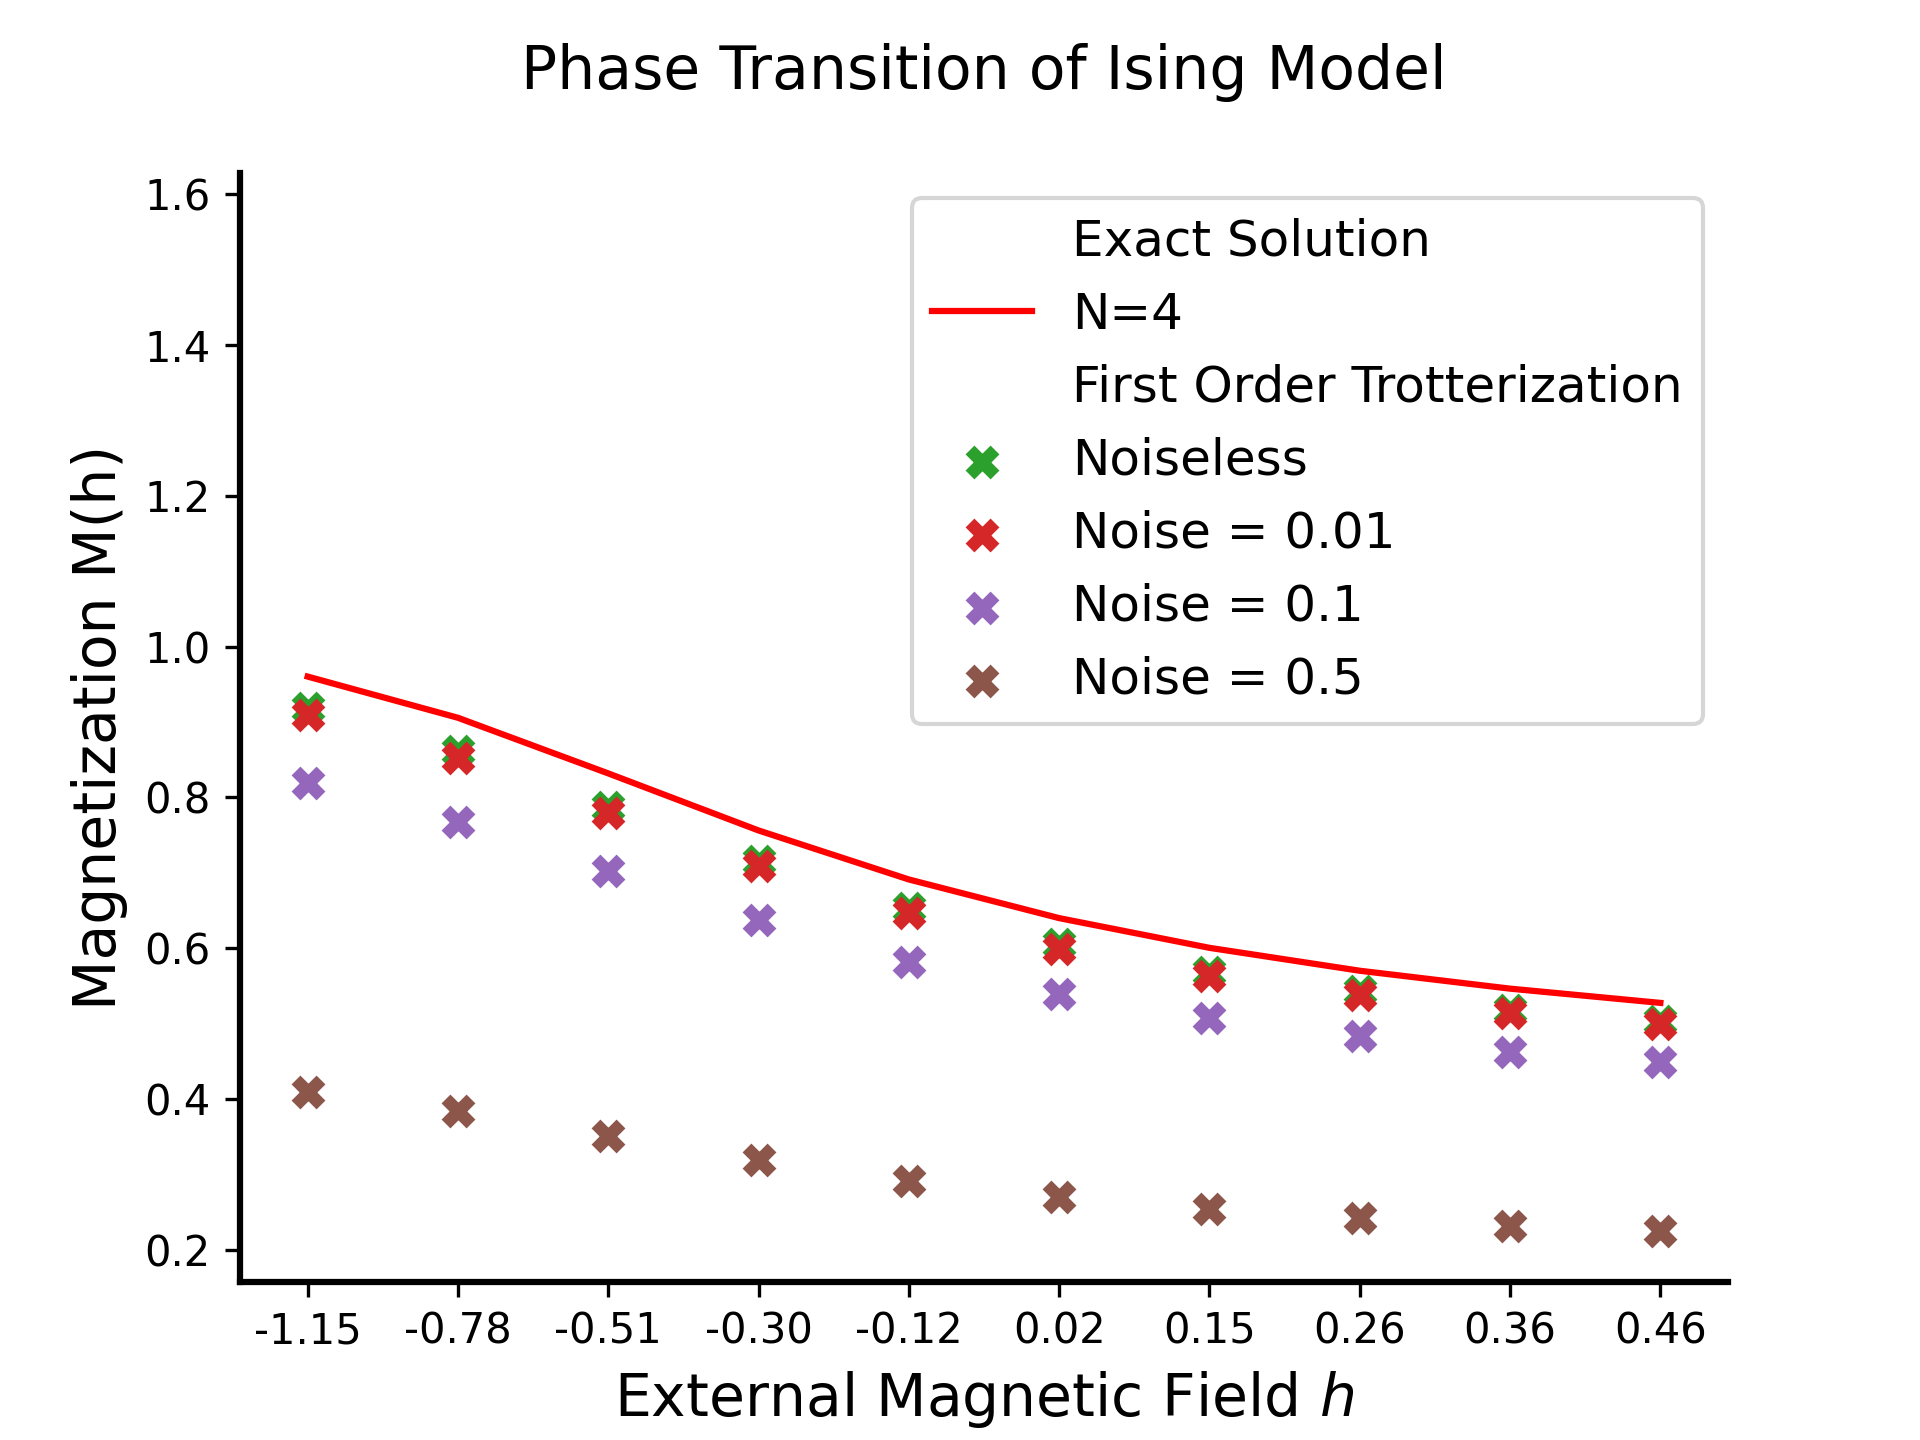 Phase Transition of Ising Model
Magnetization M(h)
1.6
1.4
1.2
1.0
0.8
0.6
0.4
0.2
Exact Solution
N=4
First Order Trotterization
Noiseless
Noise = 0.01
Noise = 0.1
Noise = 0.5
-1.15 -0.78 -0.51 -0.30 -0.12 0.02 0.15 0.26 0.36 0.46
External Magnetic Field h